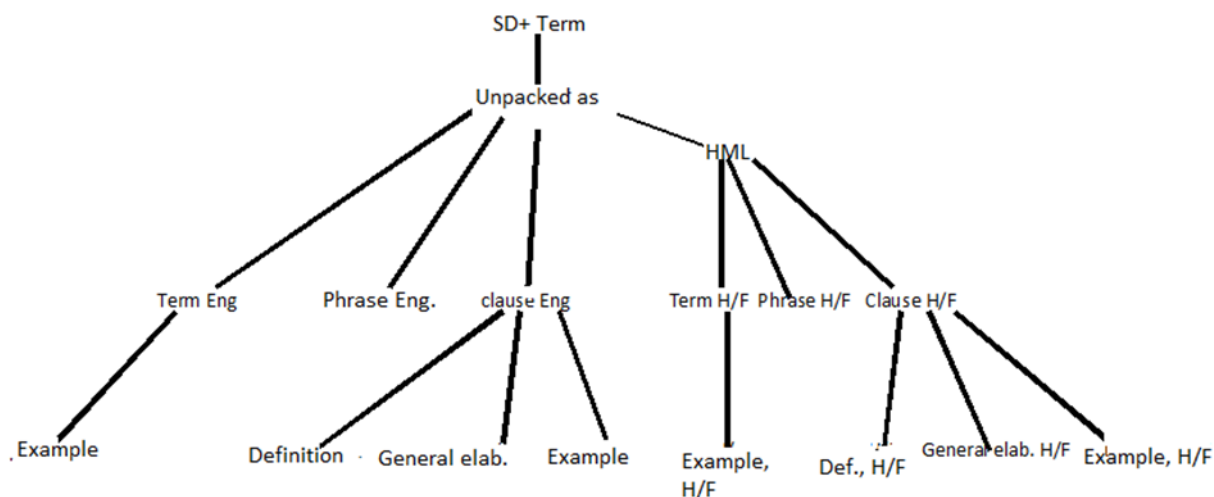 SD+ Term
Unpacked as
HML
Term Eng
Phrase Eng.
clause Eng
Term H/F
Phrase H/F
Clause H/F
. Example
Definition
General elab.
Example
Example,
H/F
Def., H/F
General elab. H/F
Example, H/F